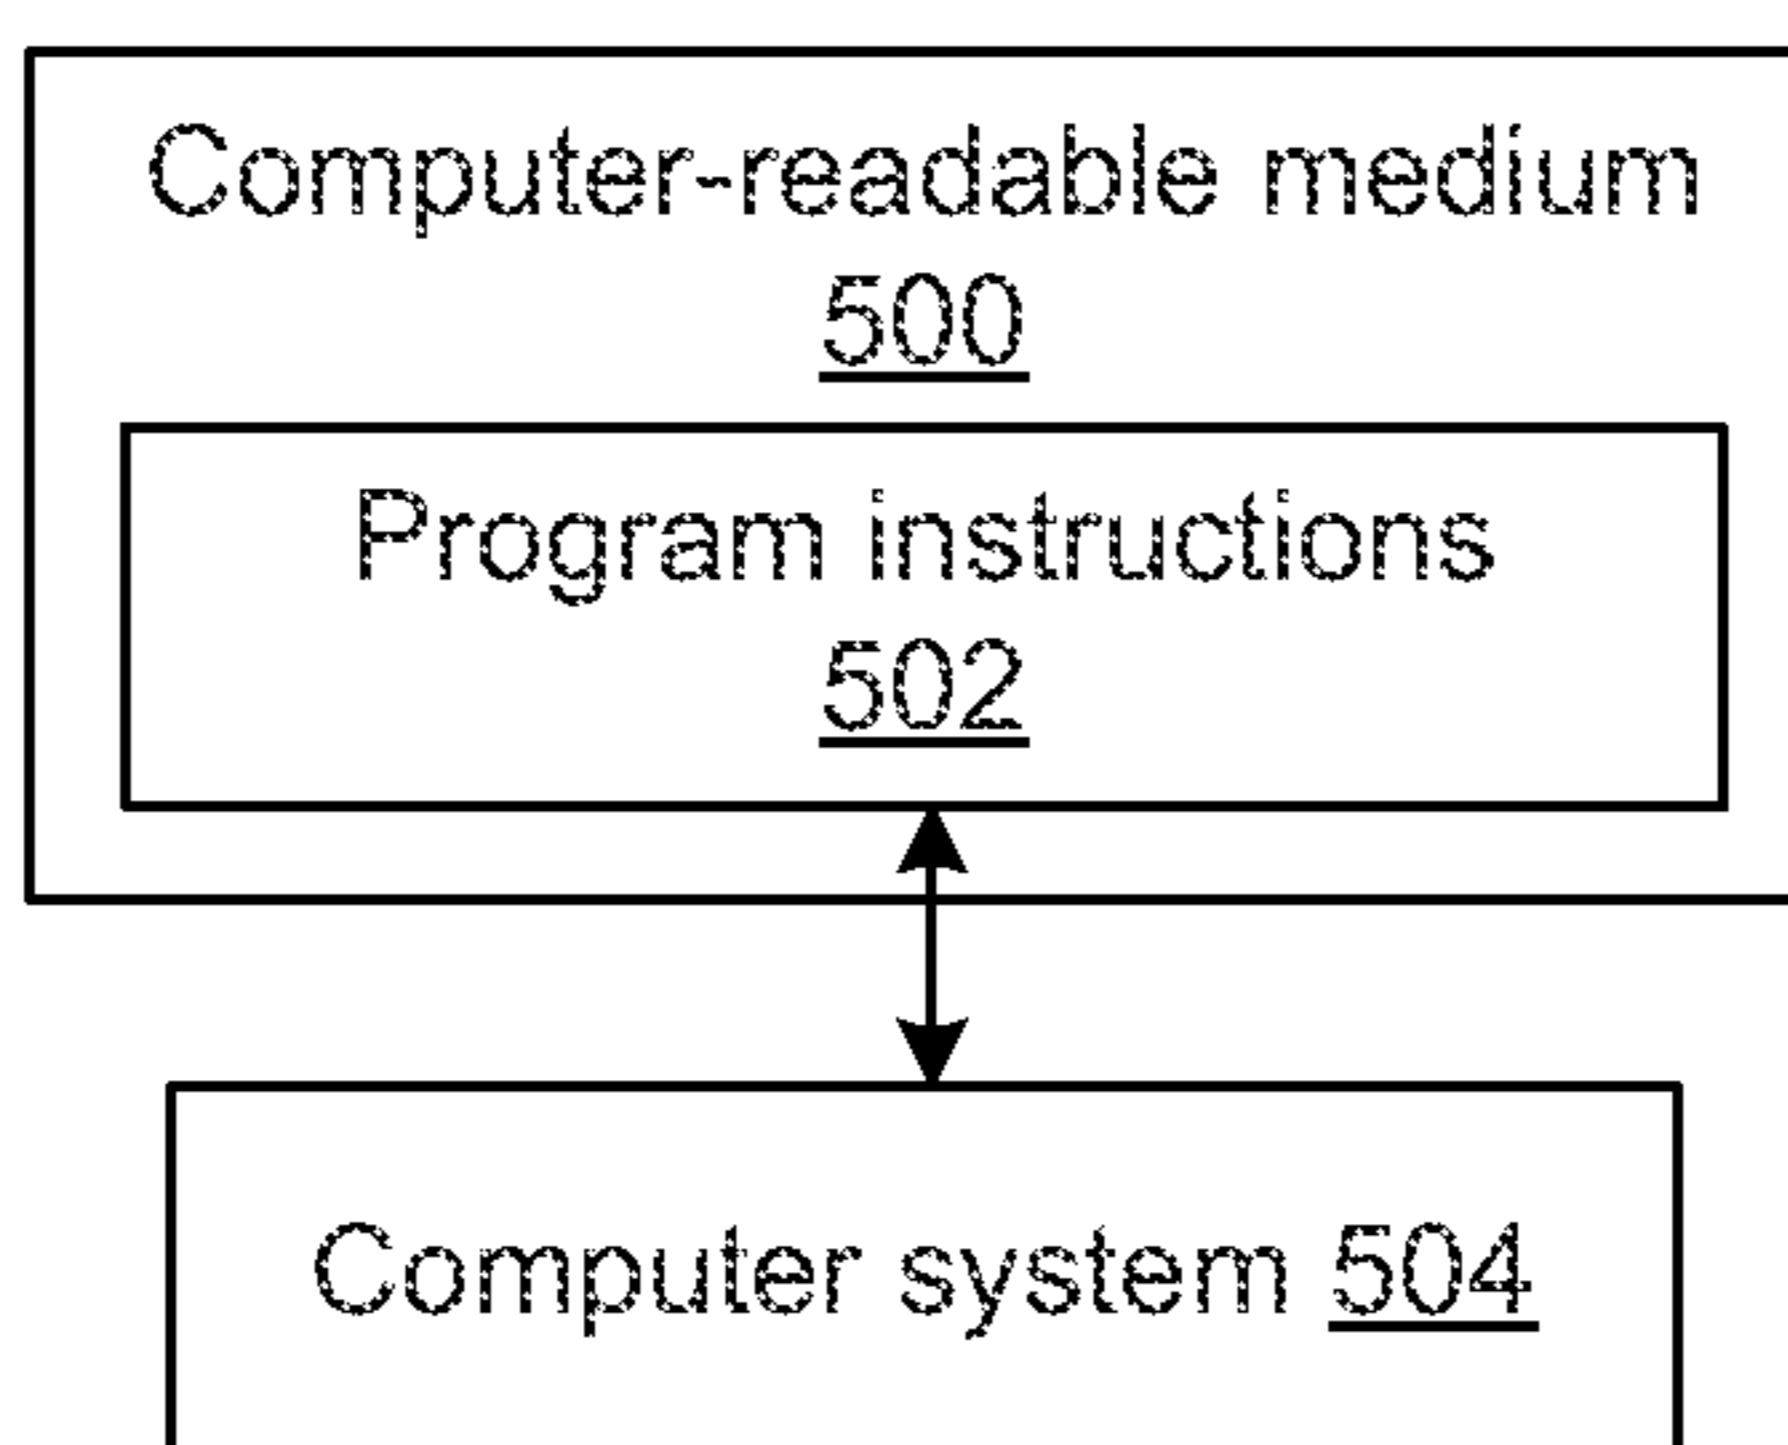 Computer-readable medium
500
Program instructions
502
Computer system 504